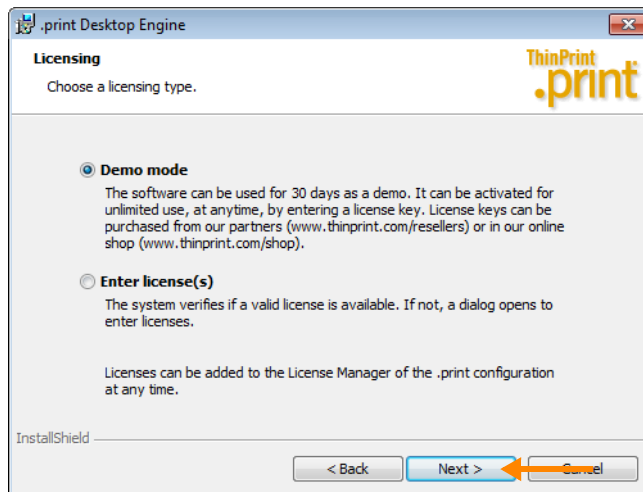 .print Desktop Engine
Licensing
Choose a licensing type.
ThinPrint
.print
Demo mode
The software can be used for 30 days as a demo. It can be activated for
unlimited use, at anytime, by entering a license key. License keys can be
purchased from our partners (www.thinprint.com/resellers) or in our online
shop (www.thinprint.com/shop).
Enter license(s)
The system verifies if a valid license is available. If not, a dialog opens to
enter licenses.
Licenses can be added to the License Manager of the .print configuration
at any time.
InstallShield
< Back
Next >
Cancel